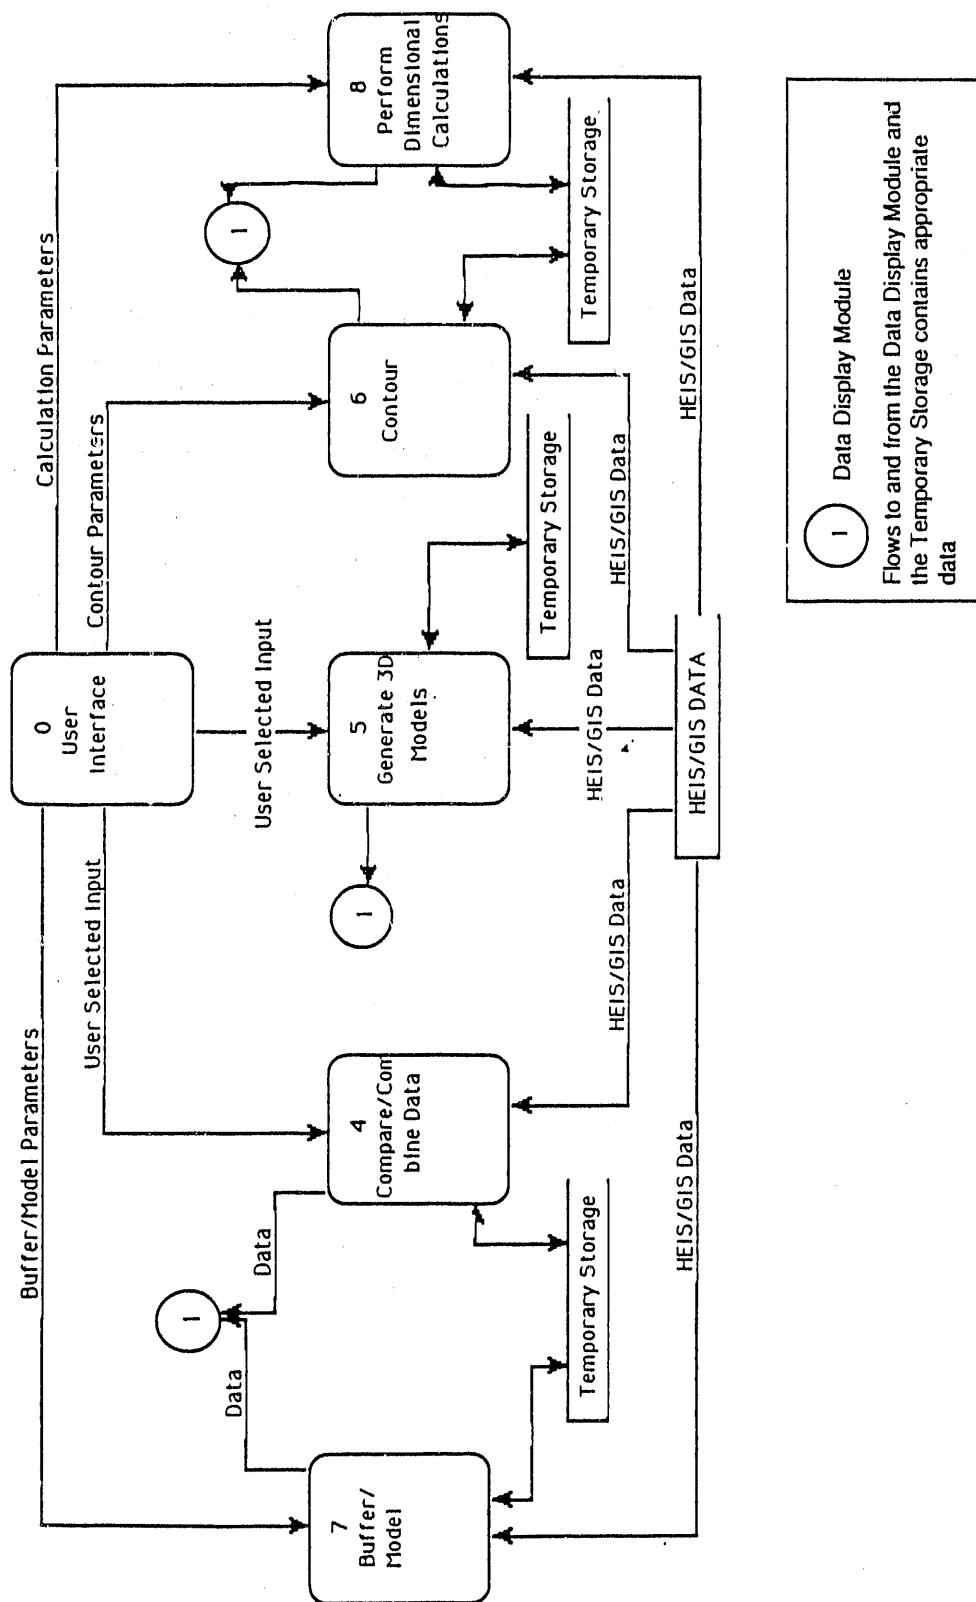 Buffer/Model Parameters
User Selected Input
0
User
Interface
Contour Parameters
Calculation Parameters
User Selected Input
1
Data
Data
1
1
7
Buffer/
Model
4
Compare/Com
bine Data
5
Generate 3D
Models
6
Contour
8
Perform
Dimensional
Calculations
Temporary Storage
Temporary Storage
Temporary Storage
HEIS/GIS Data
HEIS/GIS Data
HEIS/GIS Data
HEIS/GIS Data
HEIS/GIS Data
HEIS/GIS DATA
1
Data Display Module
Flows to and from the Data Display Module and
the Temporary Storage contains appropriate
data